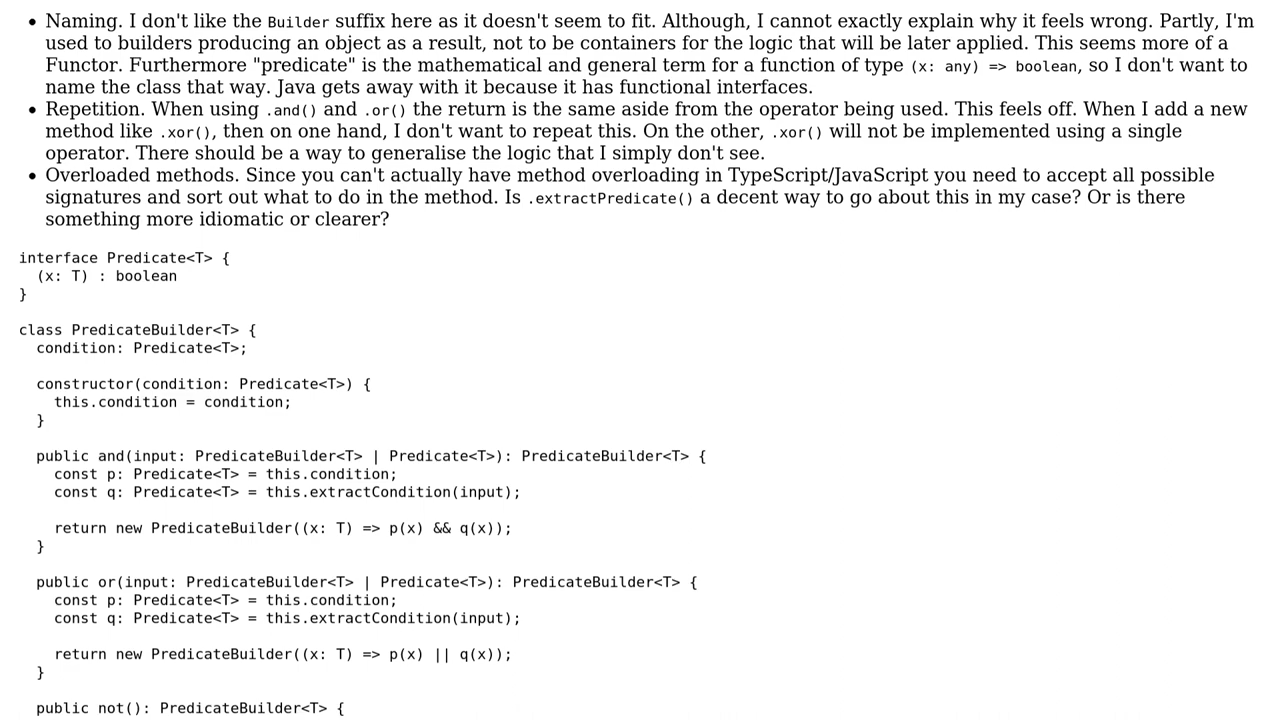 • Naming. I don't like the Builder suffix here as it doesn't seem to fit. Although, I cannot exactly explain why it feels wrong. Partly, I'm
used to builders producing an object as a result, not to be containers for the logic that will be later applied. This seems more of a
Functor. Furthermore "predicate" is the mathematical and general term for a function of type (x: any) => boolean, so I don't want to
name the class that way. Java gets away with it because it has functional interfaces.
• Repetition. When using .and() and .or() the return is the same aside from the operator being used. This feels off. When I add a new
method like .xor(), then on one hand, I don't want to repeat this. On the other, .xor() will not be implemented using a single
operator. There should be a way to generalise the logic that I simply don't see.
• Overloaded methods. Since you can't actually have method overloading in TypeScript/JavaScript you need to accept all possible
signatures and sort out what to do in the method. Is .extractPredicate() a decent way to go about this in my case? Or is there
something more idiomatic or clearer?
interface Predicate<T> {
  (x: T) : boolean
}
class PredicateBuilder<T> {
  condition: Predicate<T>;
  constructor(condition: Predicate<T>) {
    this.condition = condition;
  }
  public and(input: PredicateBuilder<T> | Predicate<T>): PredicateBuilder<T> {
    const p: Predicate<T> = this.condition;
    const q: Predicate<T> = this.extractCondition(input);
    return new PredicateBuilder((x: T) => p(x) && q(x));
  }
  public or(input: PredicateBuilder<T> | Predicate<T>): PredicateBuilder<T> {
    const p: Predicate<T> = this.condition;
    const q: Predicate<T> = this.extractCondition(input);
    return new PredicateBuilder((x: T) => p(x) || q(x));
  }
  public not(): PredicateBuilder<T> {